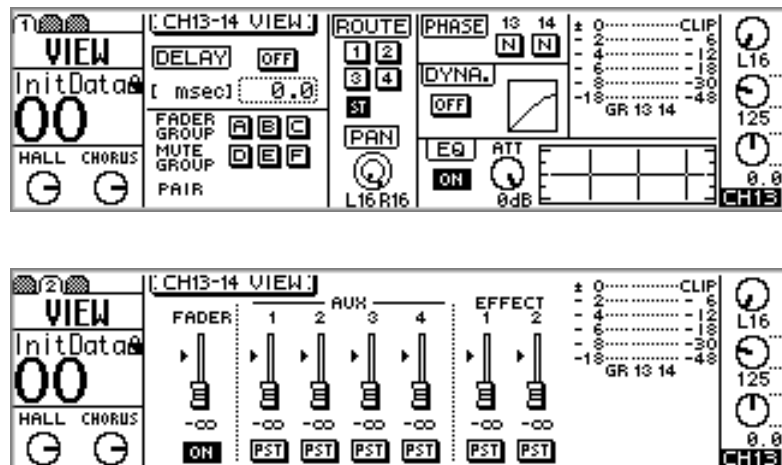 1
VIEW
InitData
00
HALL CHORUS
CH13-14 VIEW
DELAY OFF
[ msec] 0.0
FADER GROUP A B C
MUTE GROUP D E F
PAIR
ROUTE
1 2
3 4
ST
PAN
L16 R16
PHASE 13 14
N N
DYNA.
OFF
EQ ATT
ON
0dB
± 0 CLIP
- 2 - 6
- 4 -12
- 6 -18
- 8 -30
-18 -48
GR 13 14
L16
125
0.0
CH13
2
VIEW
InitData
00
HALL CHORUS
CH13-14 VIEW
FADER
AUX
1 2 3 4
EFFECT
1 2
-∞ -∞ -∞ -∞ -∞ -∞ -∞
ON PST PST PST PST PST PST
± 0 CLIP
- 2 - 6
- 4 -12
- 6 -18
- 8 -30
-18 -48
GR 13 14
L16
125
0.0
CH13